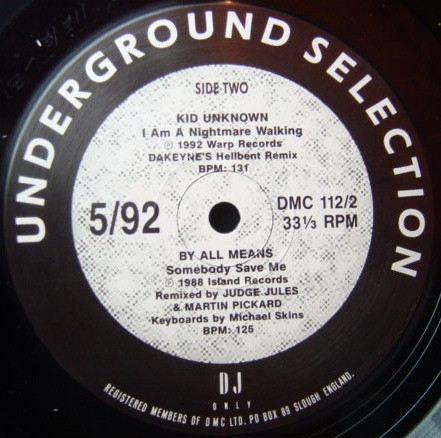 UNDERGROUND SELECTION
SIDE TWO
KID UNKNOWN
I Am A Nightmare Walking
℗ 1992 Warp Records
DAKEYNE'S Hellbent Remix
BPM: 131
5/92
DMC 112/2
33⅓ RPM
BY ALL MEANS
Somebody Save Me
℗ 1988 Island Records
Remixed by JUDGE JULES
& MARTIN PICKARD
Keyboards by Michael Skins
BPM: 125
DJ
ONLY
REGISTERED MEMBERS OF DMC LTD. PO BOX 89 SLOUGH ENGLAND.